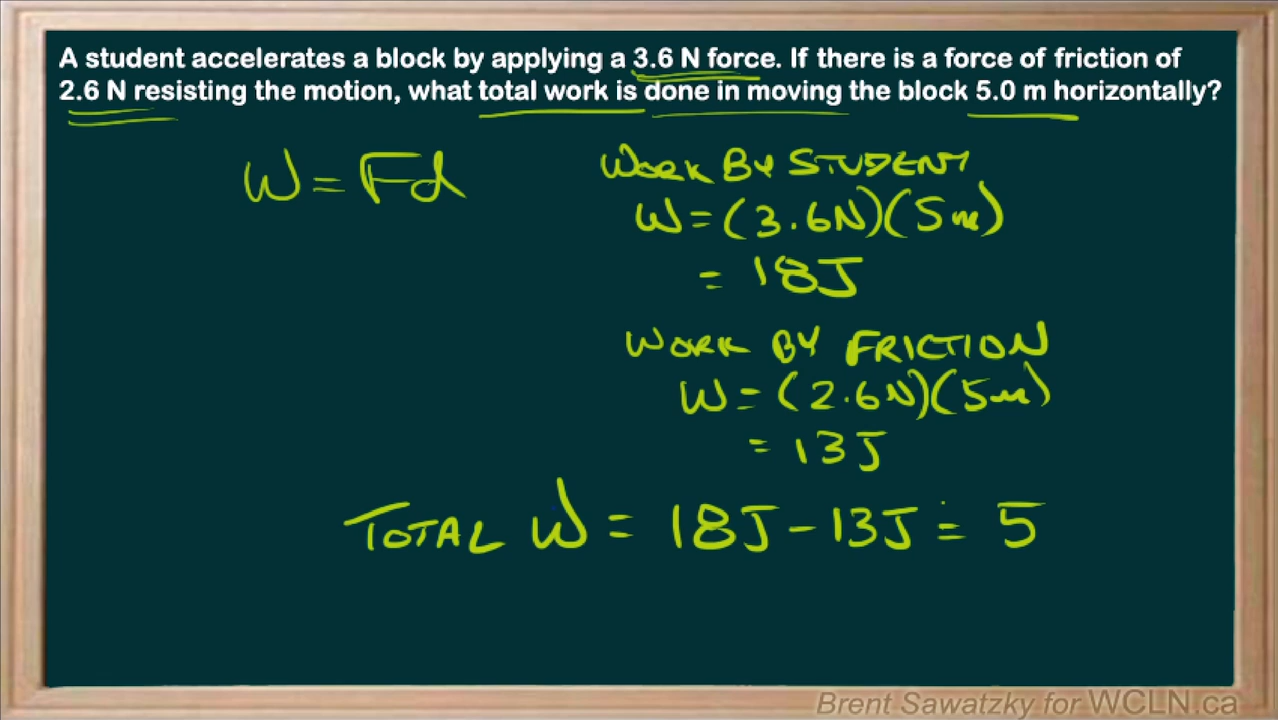 A student accelerates a block by applying a 3.6 N force. If there is a force of friction of
2.6 N resisting the motion, what total work is done in moving the block 5.0 m horizontally?
W = Fd
WORK BY STUDENT
W = (3.6N)(5m)
= 18J
WORK BY FRICTION
W = (2.6N)(5m)
= 13J
TOTAL W = 18J - 13J = 5
Brent Sawatzky for WCLN.ca